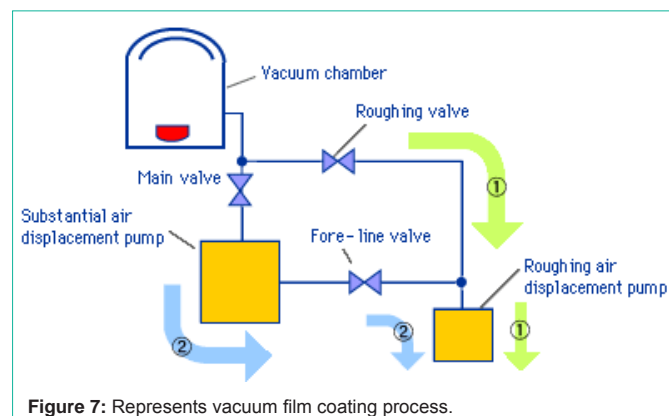 Vacuum chamber
Roughing valve
①
Main valve
Substantial air
displacement pump
Fore-line valve
Roughing air
displacement pump
②
②
①
Figure 7: Represents vacuum film coating process.